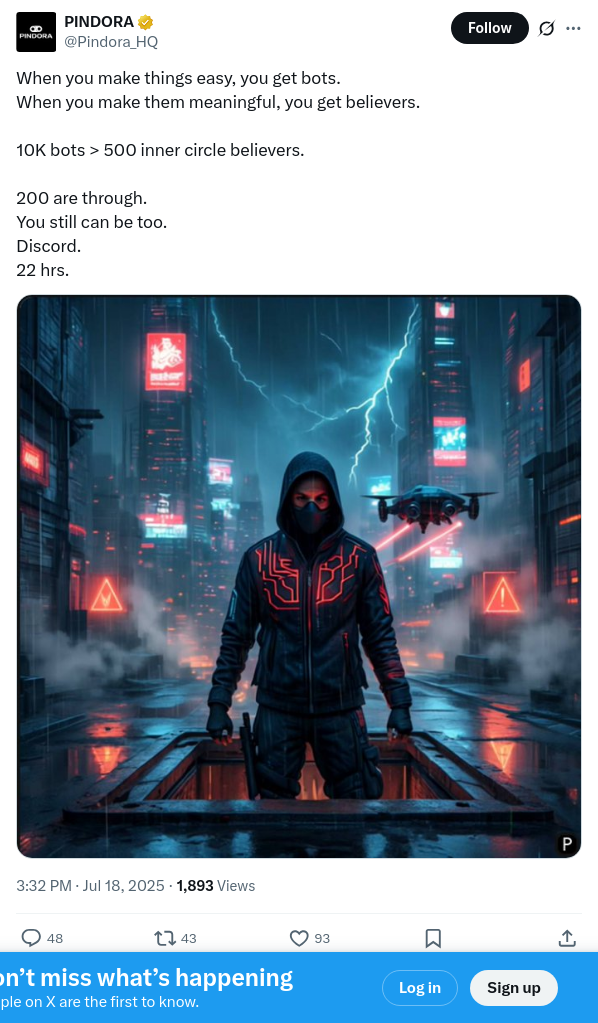 PINDORA
PINDORA
@Pindora_HQ
Follow
When you make things easy, you get bots.
When you make them meaningful, you get believers.
10K bots > 500 inner circle believers.
200 are through.
You still can be too.
Discord.
22 hrs.
P
3:32 PM · Jul 18, 2025 · 1,893 Views
48
43
93
on’t miss what’s happening
ple on X are the first to know.
Log in
Sign up